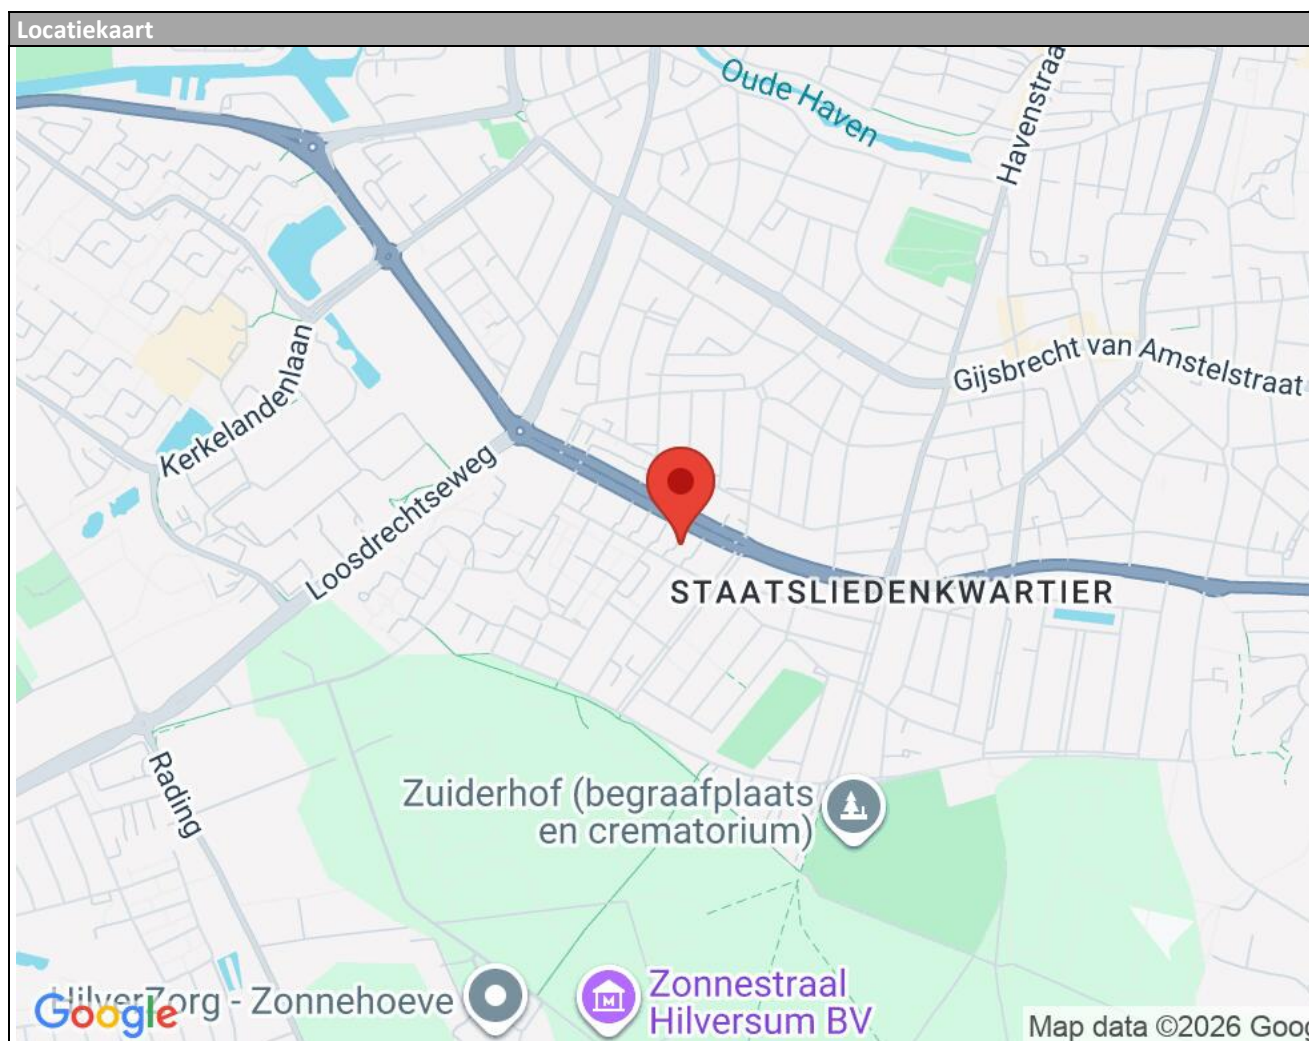 Locatiekaart
Oude Haven
Havenstraa
Gijsbrecht van Amstelstraat
Kerkelandenlaan
Loosdrechtseweg
STAATSLIEDENKWARTIER
Rading
Zuiderhof (begraafplaats
en crematorium)
HilverZorg - Zonnehoeve
Zonnestraal
Hilversum BV
Google
Map data ©2026 Goog